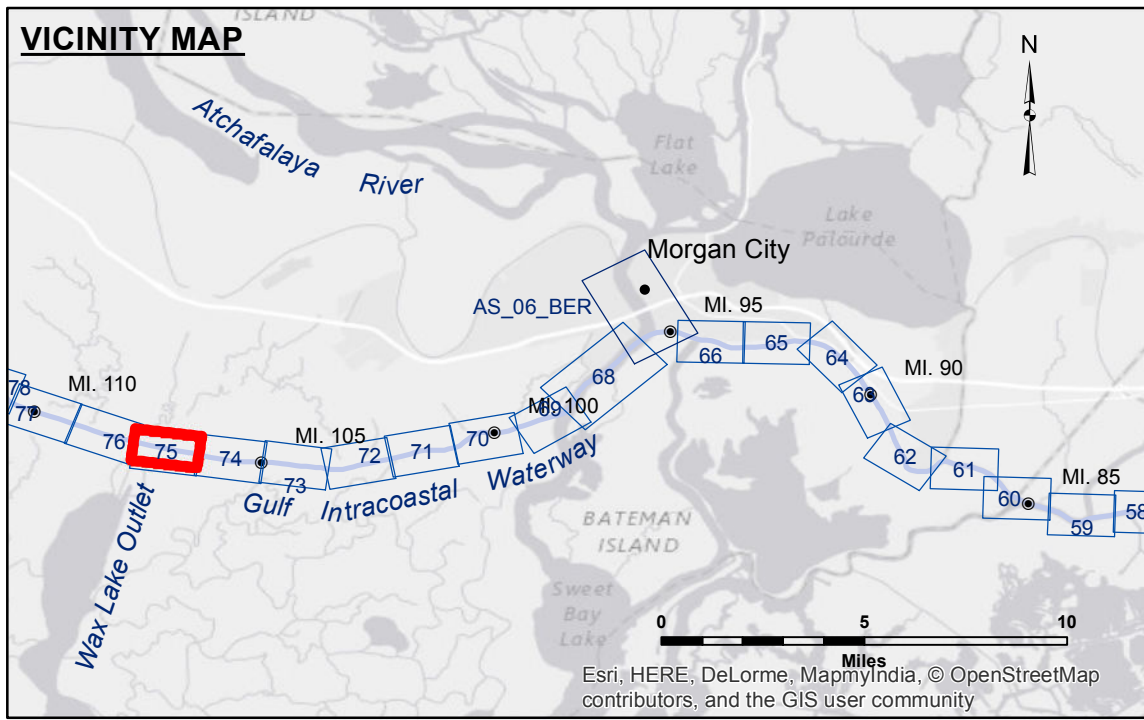 VICINITY MAP
ISLAND
N
Atchafalaya
River
Flat
Lake
Lake
Palourde
Morgan City
AS_06_BER
MI. 95
66
65
64
MI. 90
63
68
78
MI. 110
77
69
MI. 100
76
75
74
MI. 105
73
72
71
70
62
61
60
MI. 85
59
58
Gulf
Intracoastal
Waterway
Wax Lake Outlet
BATEMAN
ISLAND
Sweet
Bay
Lake
0
5
10
Miles
Esri, HERE, DeLorme, MapmyIndia, © OpenStreetMap
contributors, and the GIS user community